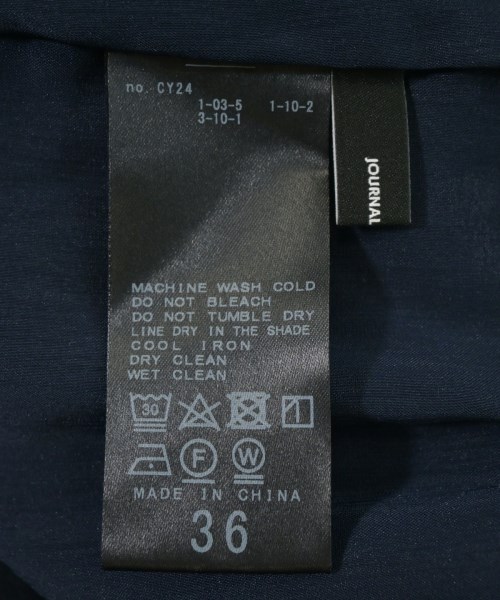 no. CY24
1-03-5 1-10-2
3-10-1
JOURNAL
MACHINE WASH COLD
DO NOT BLEACH
DO NOT TUMBLE DRY
LINE DRY IN THE SHADE
COOL IRON
DRY CLEAN
WET CLEAN
30
F W
MADE IN CHINA
36